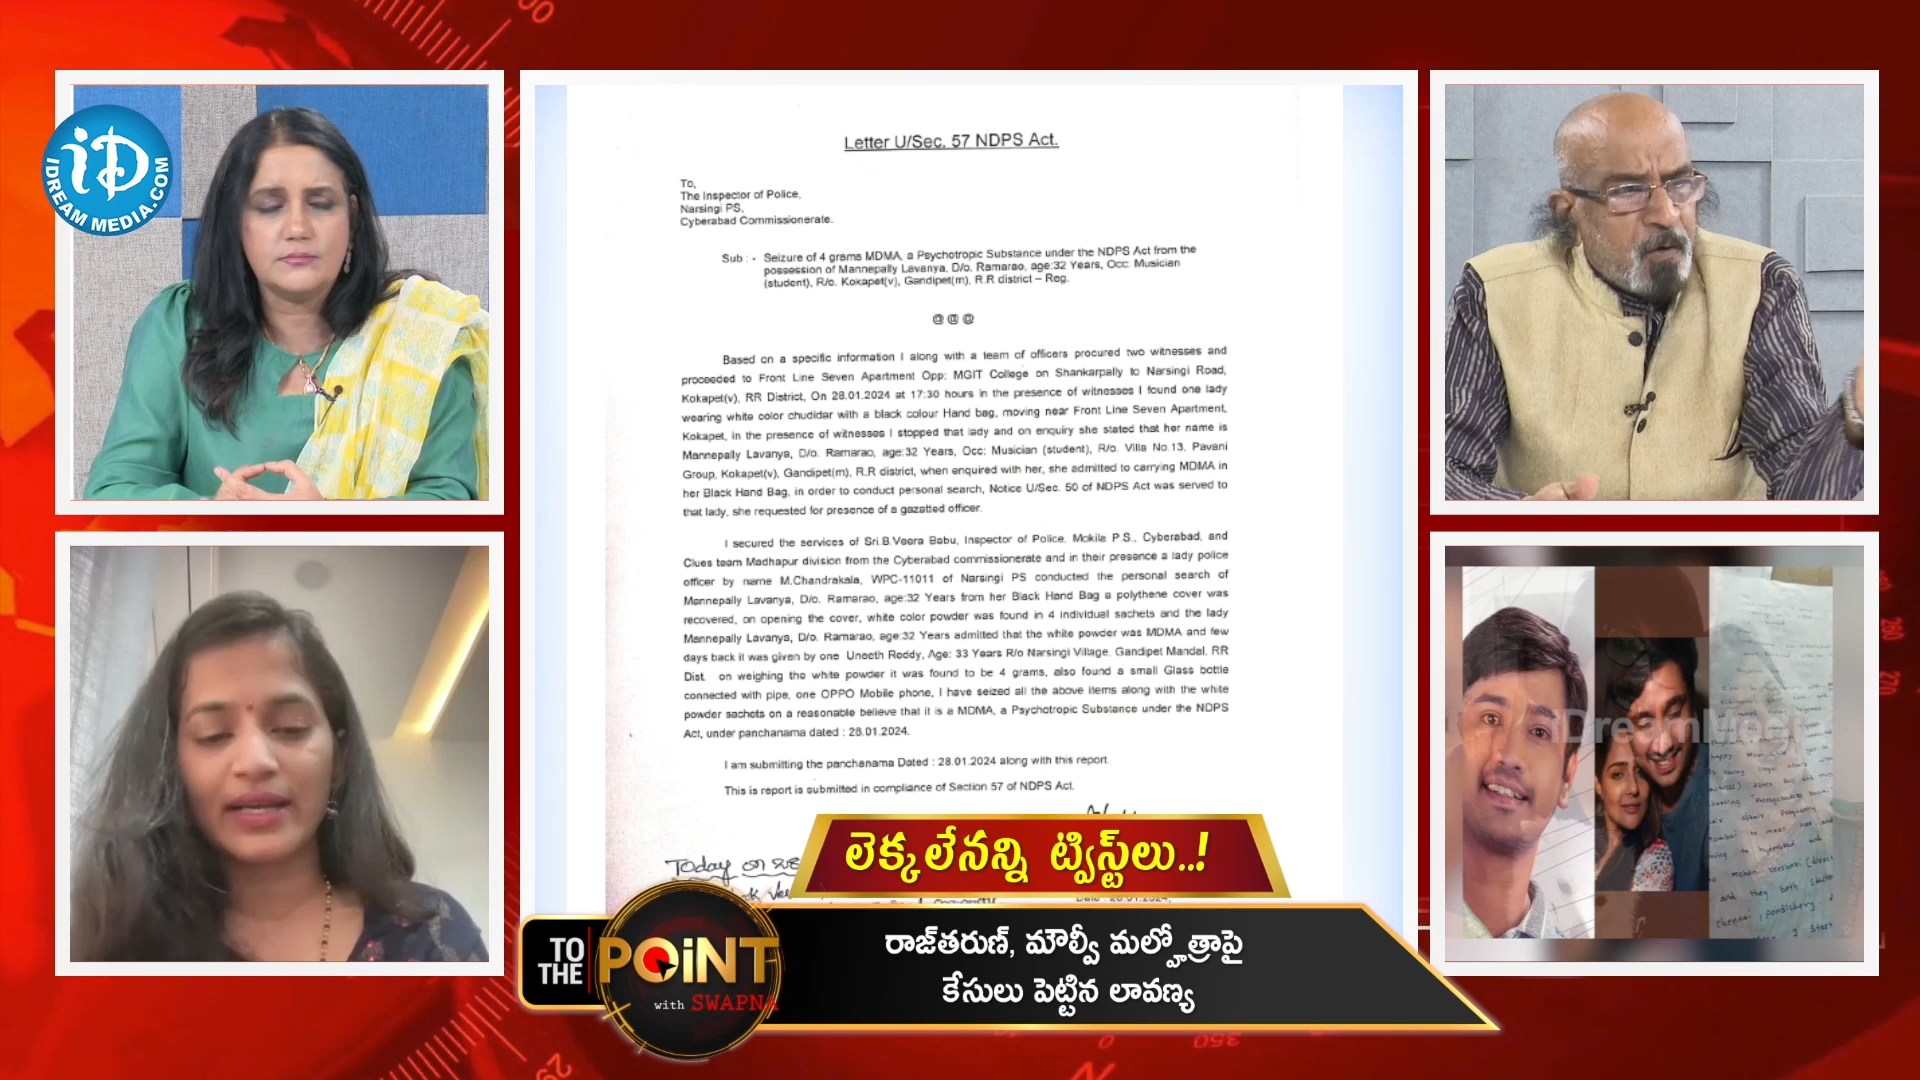 iD
IDREAM MEDIA.COM
Letter U/Sec. 57 NDPS Act.
To,
The Inspector of Police,
Narsingi PS,
Cyberabad Commissionerate.
Sub : - Seizure of 4 grams MDMA, a Psychotropic Substance under the NDPS Act from the
possession of Mannepally Lavanya, D/o. Ramarao, age:32 Years, Occ: Musician
(student), R/o. Kokapet(v), Gandipet(m), R.R district – Reg.
@@@
Based on a specific information I along with a team of officers procured two witnesses and
proceeded to Front Line Seven Apartment Opp: MGIT College on Shankarpally to Narsingi Road,
Kokapet(v), RR District, On 28.01.2024 at 17:30 hours in the presence of witnesses I found one lady
wearing white color chudidar with a black colour Hand bag, moving near Front Line Seven Apartment,
Kokapet, in the presence of witnesses I stopped that lady and on enquiry she stated that her name is
Mannepally Lavanya, D/o. Ramarao, age:32 Years, Occ: Musician (student), R/o. Villa No.13, Pavani
Group, Kokapet(v), Gandipet(m), R.R district, when enquired with her, she admitted to carrying MDMA in
her Black Hand Bag, in order to conduct personal search, Notice U/Sec. 50 of NDPS Act was served to
that lady, she requested for presence of a gazatted officer.
I secured the services of Sri.B.Veera Babu, Inspector of Police, Mokila P.S., Cyberabad, and
Clues team Madhapur division from the Cyberabad commissionerate and in their presence a lady police
officer by name M.Chandrakala, WPC-11011 of Narsingi PS conducted the personal search of
Mannepally Lavanya, D/o. Ramarao, age:32 Years from her Black Hand Bag a polythene cover was
recovered, on opening the cover, white color powder was found in 4 individual sachets and the lady
Mannepally Lavanya, D/o. Ramarao, age:32 Years admitted that the white powder was MDMA and few
days back it was given by one Uneeth Reddy, Age: 33 Years R/o Narsingi Village, Gandipet Mandal, RR
Dist. on weighing the white powder it was found to be 4 grams, also found a small Glass bottle
connected with pipe, one OPPO Mobile phone, I have seized all the above items along with the white
powder sachets on a reasonable believe that it is a MDMA, a Psychotropic Substance under the NDPS
Act, under panchanama dated : 28.01.2024.
I am submitting the panchanama Dated : 28.01.2024 along with this report.
This is report is submitted in compliance of Section 57 of NDPS Act.
Today on
లెక్కలేనన్ని ట్విస్ట్‌లు..!
TO THE POiNT
with SWAPNA
రాజ్‌తరుణ్, మౌల్వీ మల్హోత్రాపై
కేసులు పెట్టిన లావణ్య
iDreamMedi